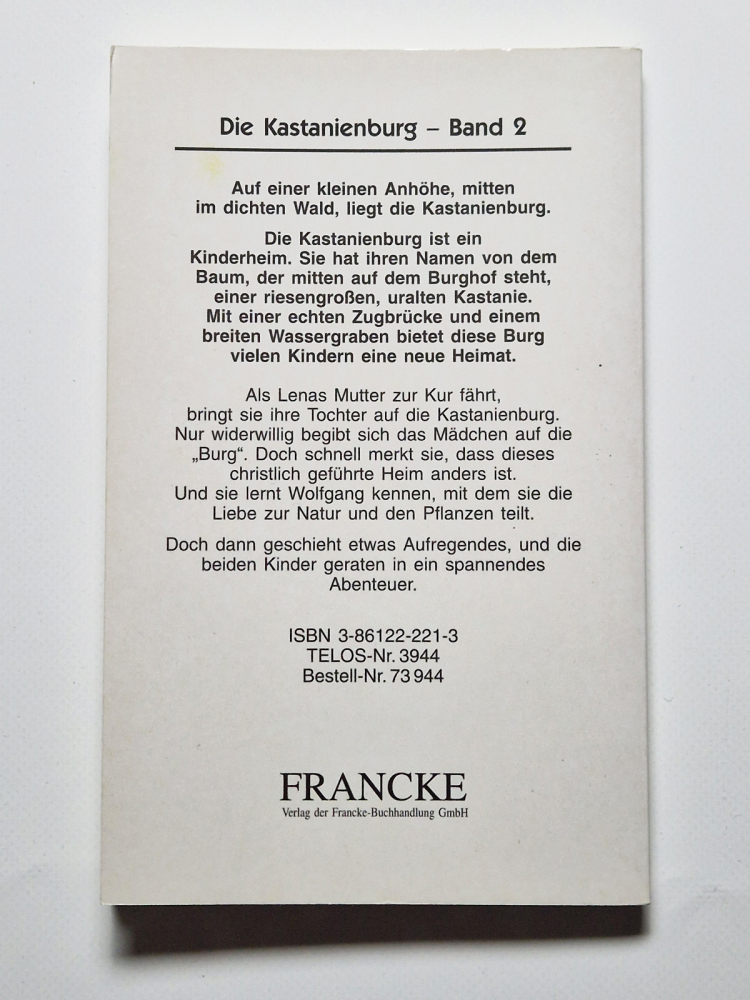 Die Kastanienburg – Band 2
Auf einer kleinen Anhöhe, mitten
im dichten Wald, liegt die Kastanienburg.
Die Kastanienburg ist ein
Kinderheim. Sie hat ihren Namen von dem
Baum, der mitten auf dem Burghof steht,
einer riesengroßen, uralten Kastanie.
Mit einer echten Zugbrücke und einem
breiten Wassergraben bietet diese Burg
vielen Kindern eine neue Heimat.
Als Lenas Mutter zur Kur fährt,
bringt sie ihre Tochter auf die Kastanienburg.
Nur widerwillig begibt sich das Mädchen auf die
„Burg“. Doch schnell merkt sie, dass dieses
christlich geführte Heim anders ist.
Und sie lernt Wolfgang kennen, mit dem sie die
Liebe zur Natur und den Pflanzen teilt.
Doch dann geschieht etwas Aufregendes, und die
beiden Kinder geraten in ein spannendes
Abenteuer.
ISBN 3-86122-221-3
TELOS-Nr. 3944
Bestell-Nr. 73 944
FRANCKE
Verlag der Francke-Buchhandlung GmbH